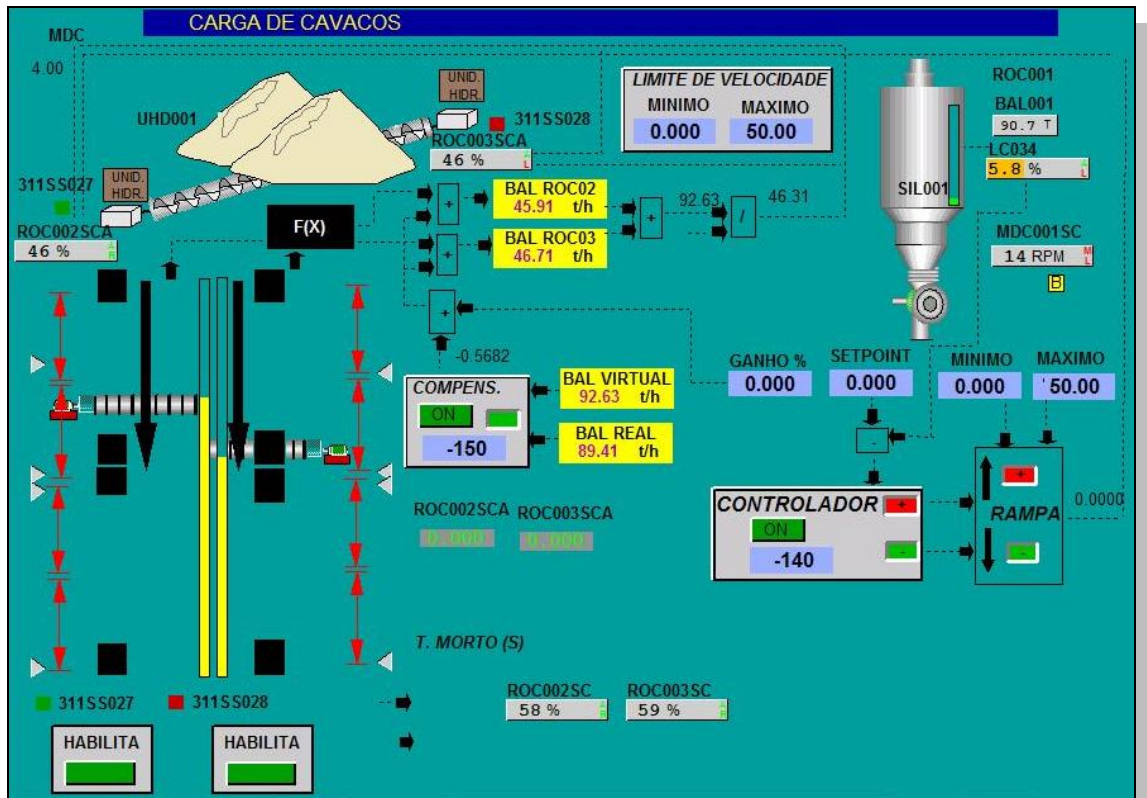 CARGA DE CAVACOS
MDC
4.00
UNID.
HIDR.
UHD001
311SS028
ROC003SCA
46 %
LIMITE DE VELOCIDADE
MINIMO MAXIMO
0.000 50.00
ROC001
BAL001
90.7 T
LC034
5.8 %
SIL001
UNID.
HIDR.
311SS027
ROC002SCA
46 %
F(X)
+
BAL ROC02
45.91 t/h
+
BAL ROC03
46.71 t/h
+
92.63
/
46.31
MDC001SC
14 RPM
B
+
-0.5682
COMPENS.
ON
-150
BAL VIRTUAL
92.63 t/h
BAL REAL
89.41 t/h
GANHO % SETPOINT MINIMO MAXIMO
0.000 0.000 0.000 50.00
-
CONTROLADOR +
ON
-140 -
+
RAMPA
-
0.0000
ROC002SCA ROC003SCA
0.000 0.000
T. MORTO (S)
ROC002SC ROC003SC
58 % 59 %
311SS027 311SS028
HABILITA HABILITA